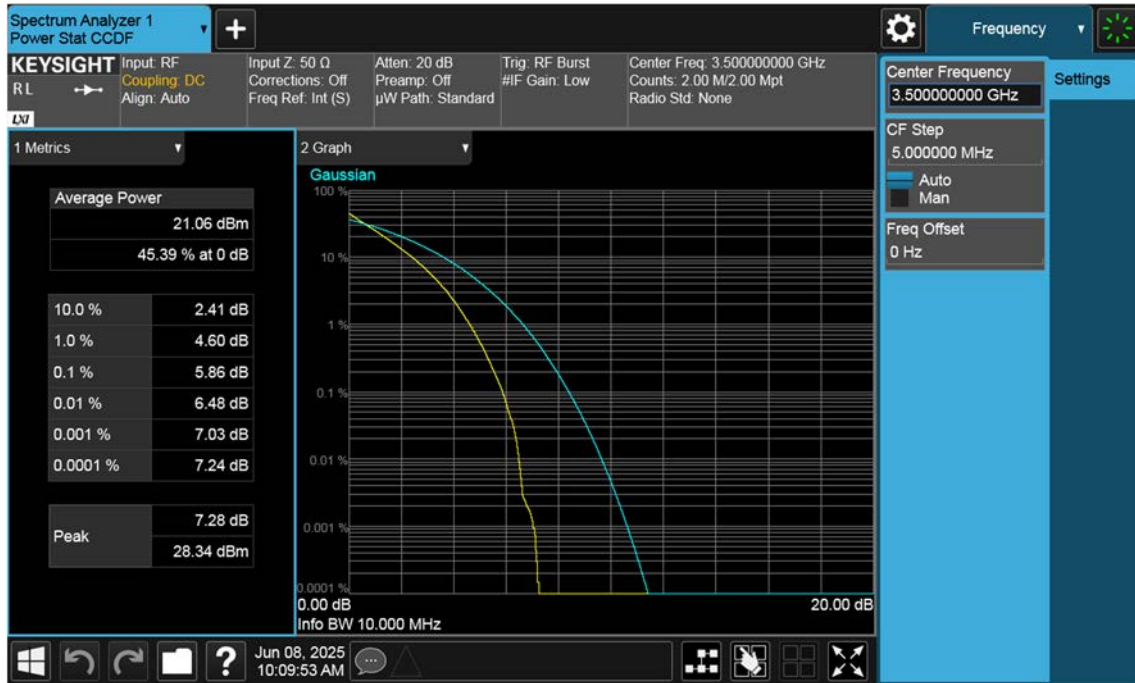 Spectrum Analyzer 1
Power Stat CCDF
+
Frequency
KEYSIGHT
RL
LXI
Input: RF
Coupling: DC
Align: Auto
Input Z: 50 Ω
Corrections: Off
Freq Ref: Int (S)
Atten: 20 dB
Preamp: Off
µW Path: Standard
Trig: RF Burst
#IF Gain: Low
Center Freq: 3.500000000 GHz
Counts: 2.00 M/2.00 Mpt
Radio Std: None
Center Frequency
3.500000000 GHz
Settings
CF Step
5.000000 MHz
Auto
Man
Freq Offset
0 Hz
1 Metrics
Average Power
21.06 dBm
45.39 % at 0 dB
10.0 % 2.41 dB
1.0 % 4.60 dB
0.1 % 5.86 dB
0.01 % 6.48 dB
0.001 % 7.03 dB
0.0001 % 7.24 dB
Peak
7.28 dB
28.34 dBm
2 Graph
Gaussian
100 %
10 %
1 %
0.1 %
0.01 %
0.001 %
0.0001 %
0.00 dB 20.00 dB
Info BW 10.000 MHz
?
Jun 08, 2025
10:09:53 AM